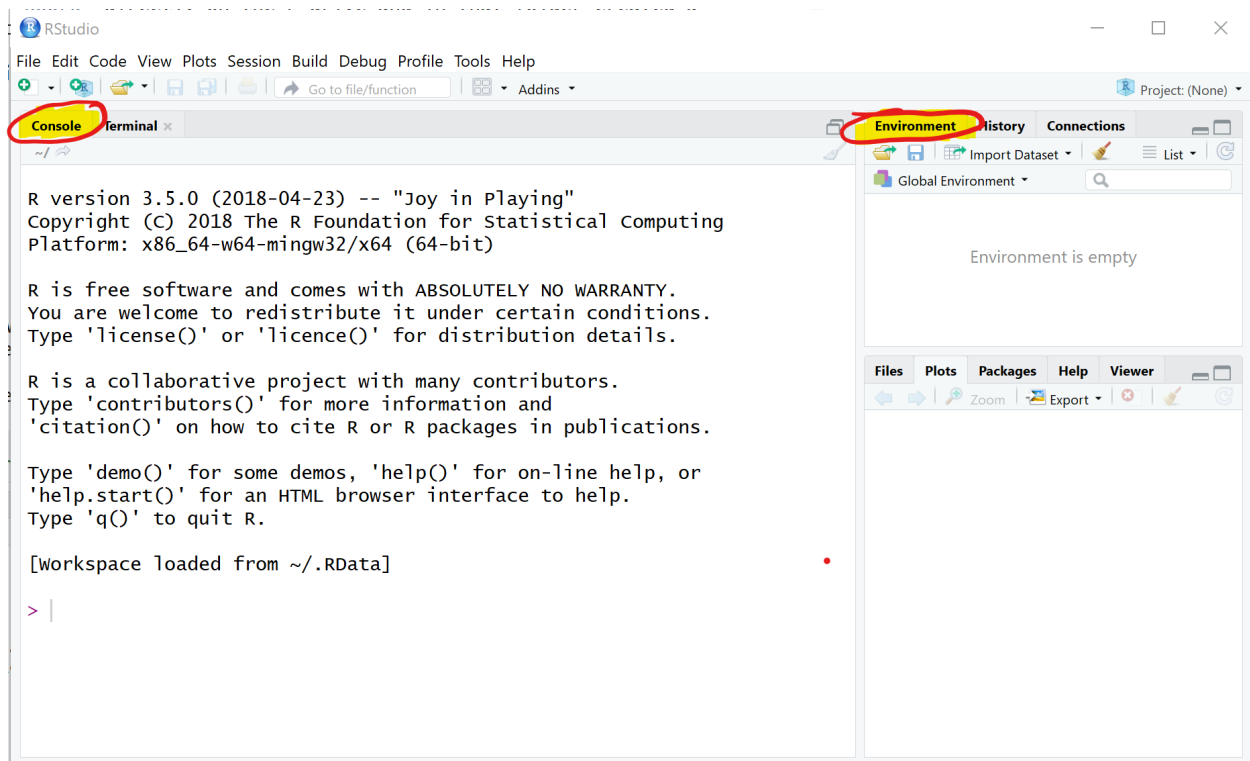 RStudio
File Edit Code View Plots Session Build Debug Profile Tools Help
Go to file/function Addins Project: (None)
Console Terminal
~/
R version 3.5.0 (2018-04-23) -- "Joy in Playing"
Copyright (C) 2018 The R Foundation for Statistical Computing
Platform: x86_64-w64-mingw32/x64 (64-bit)
R is free software and comes with ABSOLUTELY NO WARRANTY.
You are welcome to redistribute it under certain conditions.
Type 'license()' or 'licence()' for distribution details.
R is a collaborative project with many contributors.
Type 'contributors()' for more information and
'citation()' on how to cite R or R packages in publications.
Type 'demo()' for some demos, 'help()' for on-line help, or
'help.start()' for an HTML browser interface to help.
Type 'q()' to quit R.
[Workspace loaded from ~/.RData]
>
Environment History Connections
Import Dataset List
Global Environment
Environment is empty
Files Plots Packages Help Viewer
Zoom Export